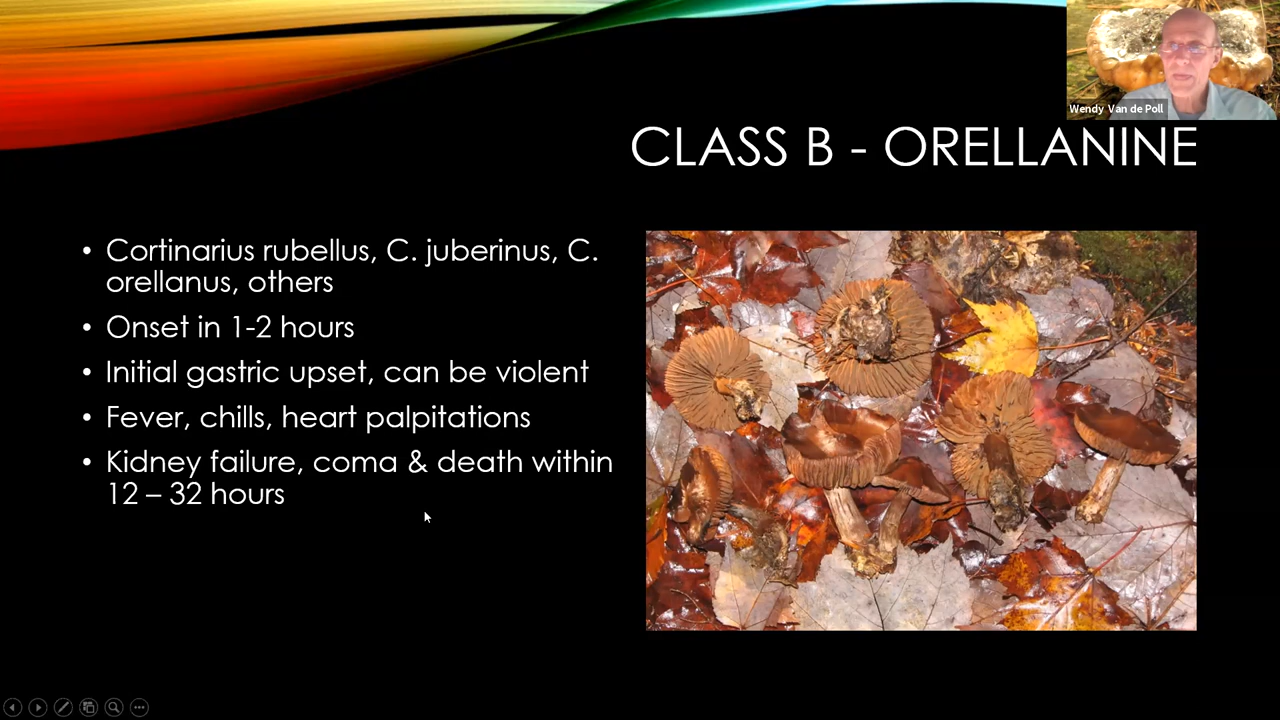 Wendy Van de Poll
CLASS B - ORELLANINE
• Cortinarius rubellus, C. juberinus, C.
orellanus, others
• Onset in 1-2 hours
• Initial gastric upset, can be violent
• Fever, chills, heart palpitations
• Kidney failure, coma & death within
12 – 32 hours